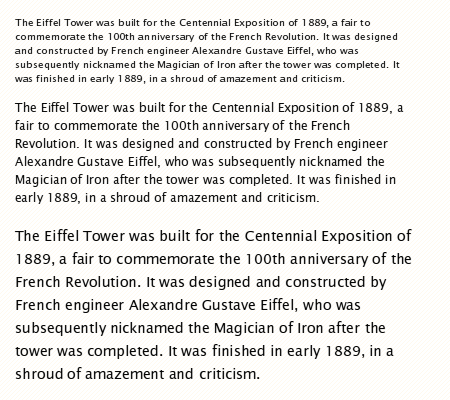 The Eiffel Tower was built for the Centennial Exposition of 1889, a fair to
commemorate the 100th anniversary of the French Revolution. It was designed
and constructed by French engineer Alexandre Gustave Eiffel, who was
subsequently nicknamed the Magician of Iron after the tower was completed. It
was finished in early 1889, in a shroud of amazement and criticism.
The Eiffel Tower was built for the Centennial Exposition of 1889, a
fair to commemorate the 100th anniversary of the French
Revolution. It was designed and constructed by French engineer
Alexandre Gustave Eiffel, who was subsequently nicknamed the
Magician of Iron after the tower was completed. It was finished in
early 1889, in a shroud of amazement and criticism.
The Eiffel Tower was built for the Centennial Exposition of
1889, a fair to commemorate the 100th anniversary of the
French Revolution. It was designed and constructed by
French engineer Alexandre Gustave Eiffel, who was
subsequently nicknamed the Magician of Iron after the
tower was completed. It was finished in early 1889, in a
shroud of amazement and criticism.